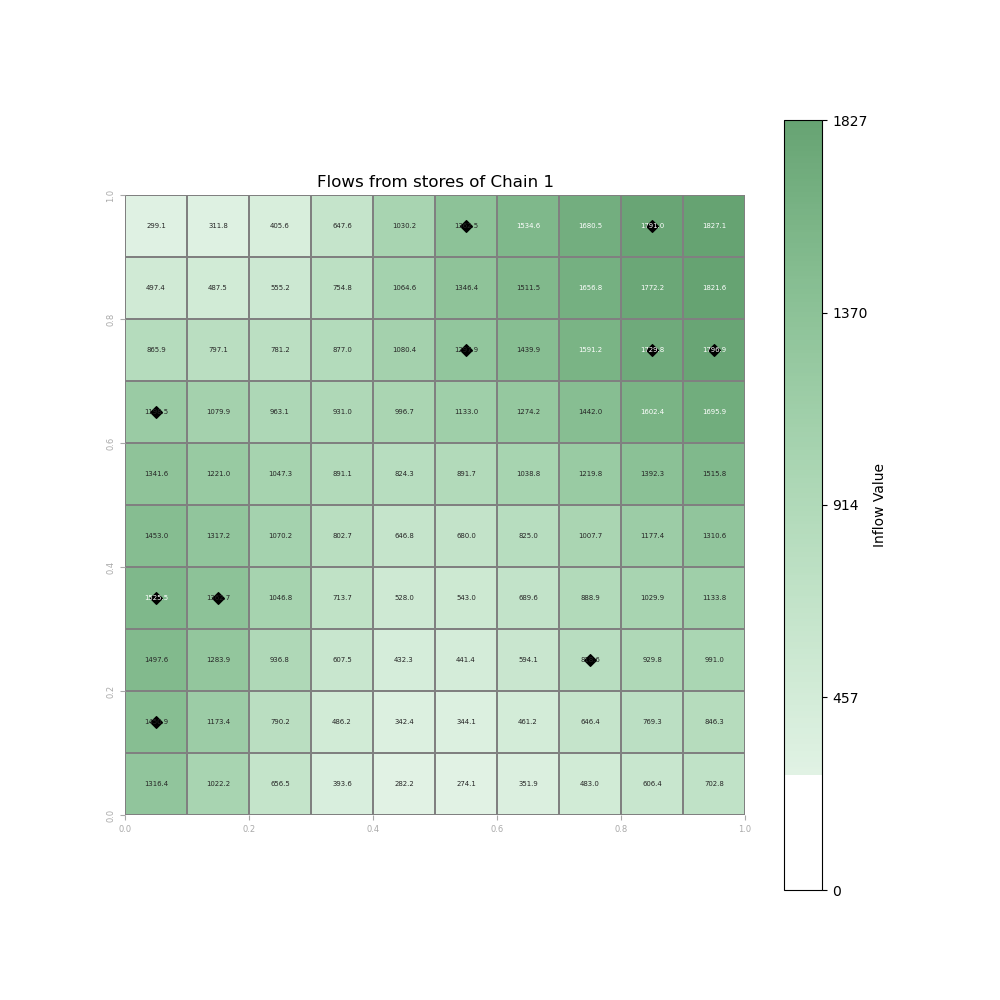 Flows from stores of Chain 1
1827
1370
914
457
0
Inflow Value
1.0
0.8
0.6
0.4
0.2
0.0
299.1 311.8 405.6 647.6 1030.2 1534.6 1680.5 1827.1
497.4 487.5 555.2 754.8 1064.6 1346.4 1511.5 1656.8 1772.2 1821.6
865.9 797.1 781.2 877.0 1080.4 1439.9 1591.2
1079.9 963.1 931.0 996.7 1133.0 1274.2 1442.0 1602.4 1695.9
1341.6 1221.0 1047.3 891.1 824.3 891.7 1038.8 1219.8 1392.3 1515.8
1453.0 1317.2 1070.2 802.7 646.8 680.0 825.0 1007.7 1177.4 1310.6
1046.8 713.7 528.0 543.0 689.6 888.9 1029.9 1133.8
1497.6 1283.9 936.8 607.5 432.3 441.4 594.1 929.8 991.0
1173.4 790.2 486.2 342.4 344.1 461.2 646.4 769.3 846.3
1316.4 1022.2 656.5 393.6 282.2 274.1 351.9 483.0 606.4 702.8
0.0 0.2 0.4 0.6 0.8 1.0